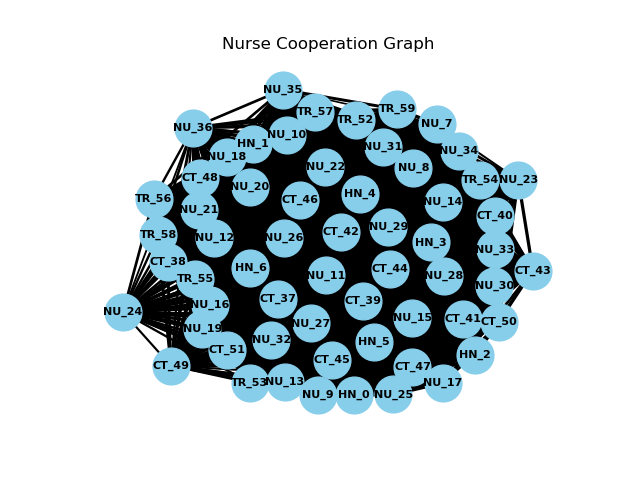 Nurse Cooperation Graph
NU_35
TR_59
TR_57
TR_52
NU_7
NU_36
NU_10
HN_1
NU_31
NU_34
NU_18
NU_22
NU_8
CT_48
TR_54
NU_23
NU_20
HN_4
TR_56
CT_46
NU_14
NU_21
CT_40
NU_29
CT_42
TR_58
NU_12
NU_26
HN_3
NU_33
CT_38
HN_6
CT_44
CT_43
TR_55
NU_11
NU_28
NU_30
CT_37
CT_39
NU_16
NU_24
NU_15
CT_41
CT_50
NU_27
NU_19
NU_32
HN_5
CT_51
HN_2
CT_45
CT_49
CT_47
TR_53
NU_13
NU_17
NU_9
HN_0
NU_25